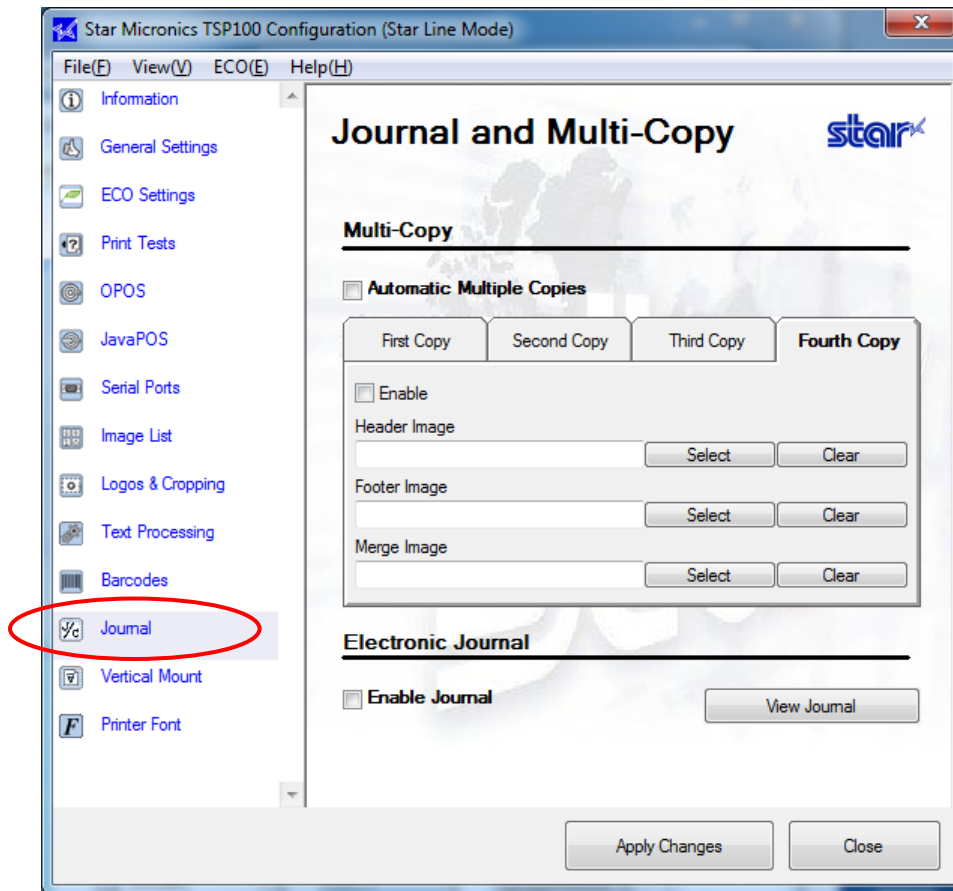 Star Micronics TSP100 Configuration (Star Line Mode)
File(F) View(V) ECO(E) Help(H)
Information
General Settings
ECO Settings
Print Tests
OPOS
JavaPOS
Serial Ports
Image List
Logos & Cropping
Text Processing
Barcodes
Journal
Vertical Mount
Printer Font
Journal and Multi-Copy
star
Multi-Copy
Automatic Multiple Copies
First Copy Second Copy Third Copy Fourth Copy
Enable
Header Image
Select Clear
Footer Image
Select Clear
Merge Image
Select Clear
Electronic Journal
Enable Journal
View Journal
Apply Changes Close